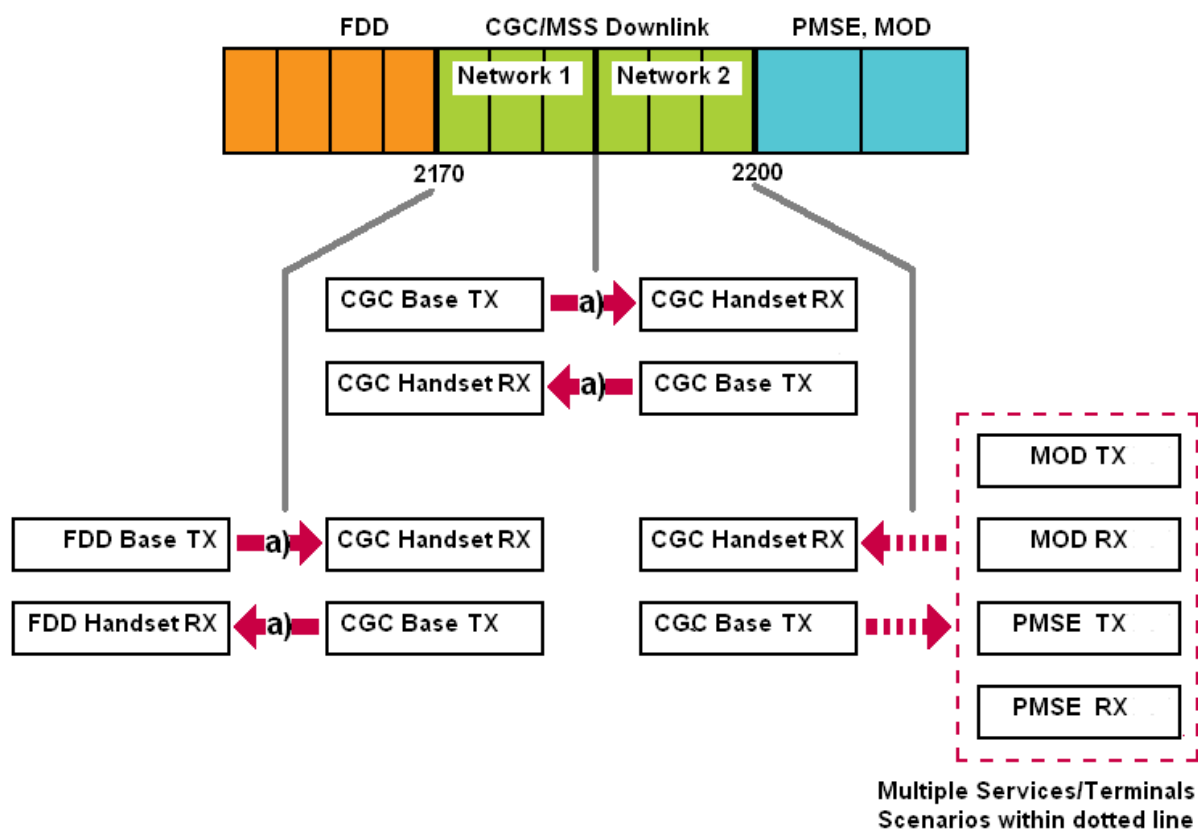 FDD CGC/MSS Downlink PMSE, MOD
Network 1 Network 2
2170 2200
CGC Base TX a) CGC Handset RX
CGC Handset RX a) CGC Base TX
MOD TX
FDD Base TX a) CGC Handset RX CGC Handset RX MOD RX
FDD Handset RX a) CGC Base TX CGC Base TX PMSE TX
PMSE RX
Multiple Services/Terminals
Scenarios within dotted line